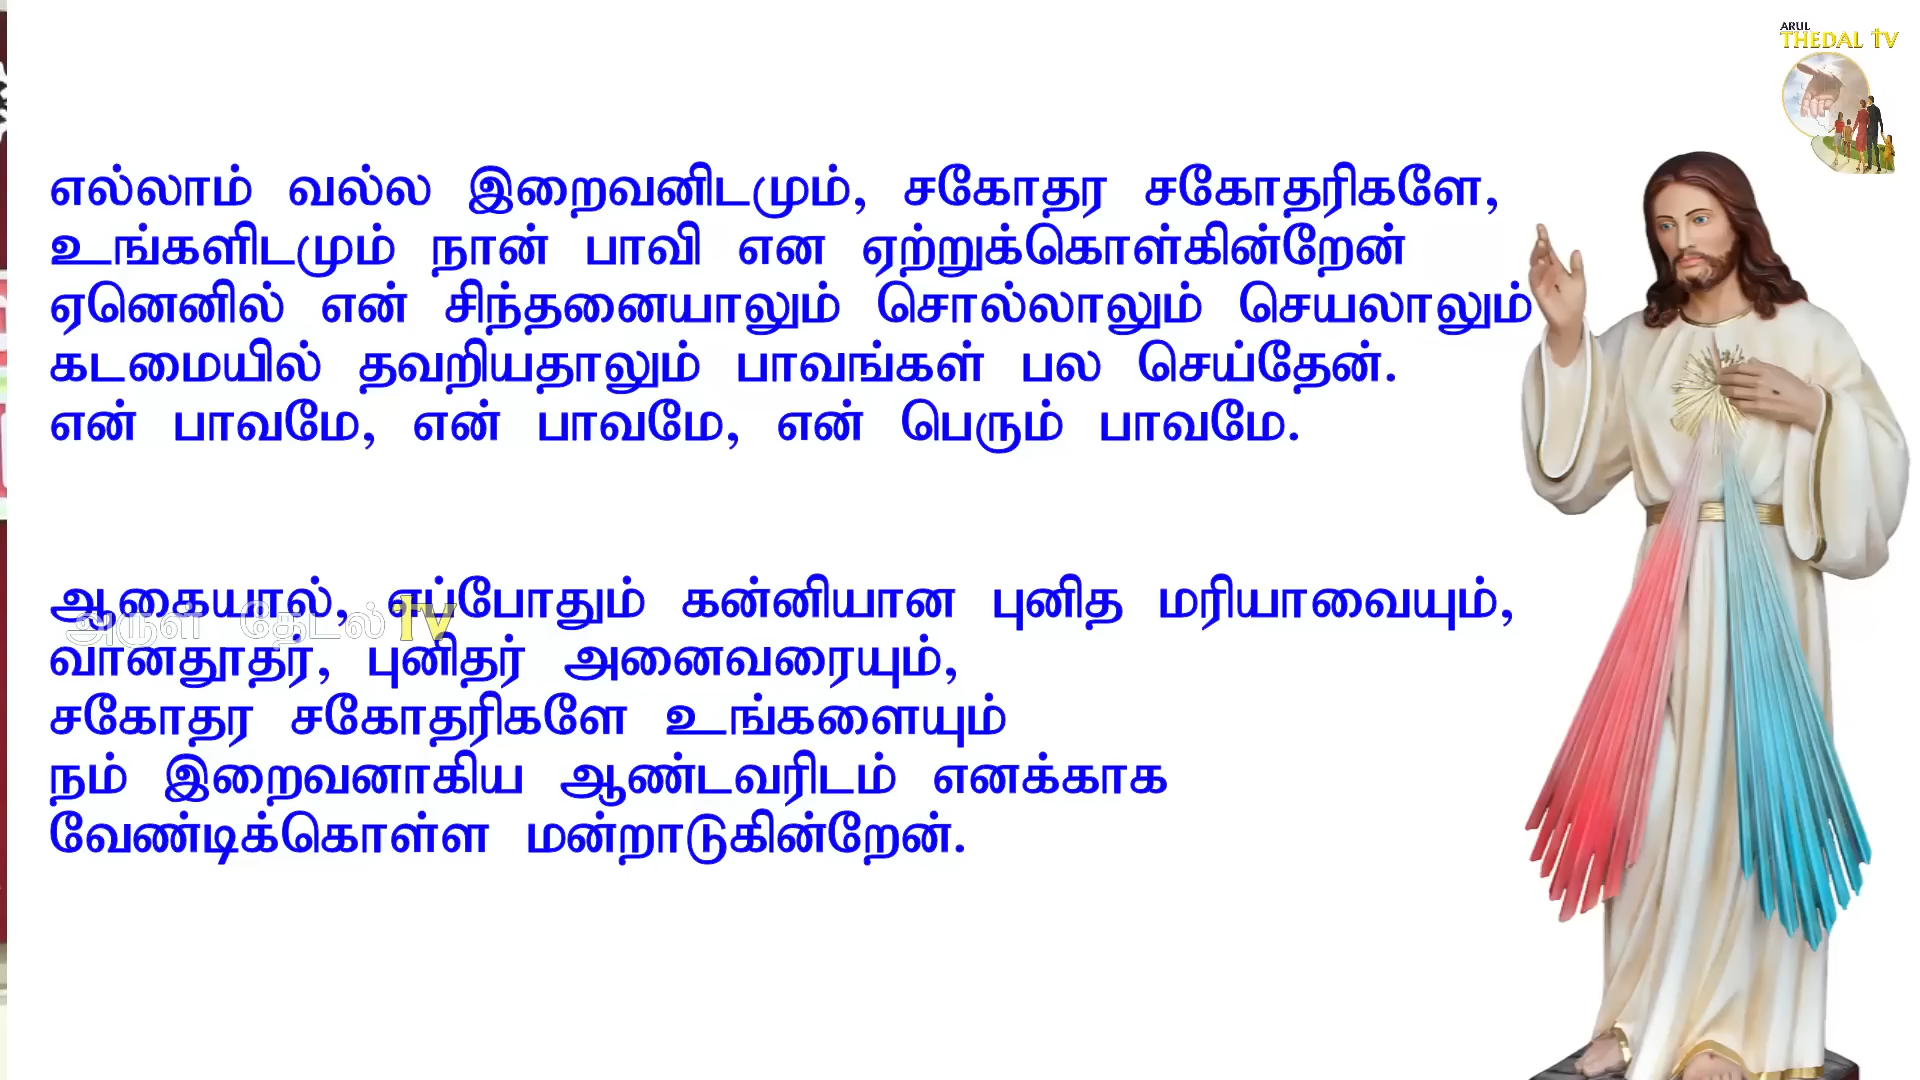 ARUL
THEDAL TV
எல்லாம் வல்ல இறைவனிடமும், சகோதர சகோதரிகளே,
உங்களிடமும் நான் பாவி என ஏற்றுக்கொள்கின்றேன்
ஏனெனில் என் சிந்தனையாலும் சொல்லாலும் செயலாலும்
கடமையில் தவறியதாலும் பாவங்கள் பல செய்தேன்.
என் பாவமே, என் பாவமே, என் பெரும் பாவமே.
ஆகையால், எப்போதும் கன்னியான புனித மரியாவையும்,
அருள் தேடல் TV
வானதூதர், புனிதர் அனைவரையும்,
சகோதர சகோதரிகளே உங்களையும்
நம் இறைவனாகிய ஆண்டவரிடம் எனக்காக
வேண்டிக்கொள்ள மன்றாடுகின்றேன்.